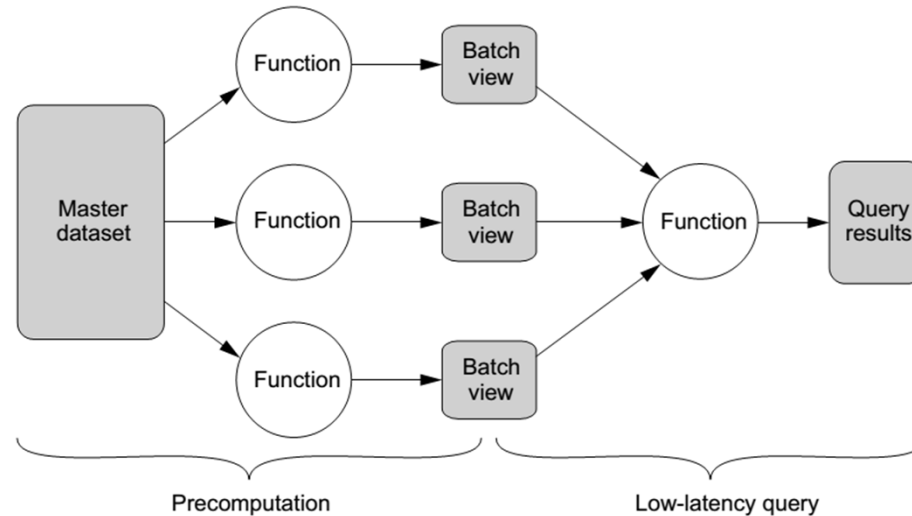 Function
Batch
view
Master
dataset
Function
Batch
view
Function
Query
results
Function
Batch
view
Precomputation
Low-latency query